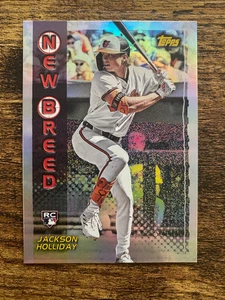 Topps
NEW BREED
RC
JACKSON
HOLLIDAY